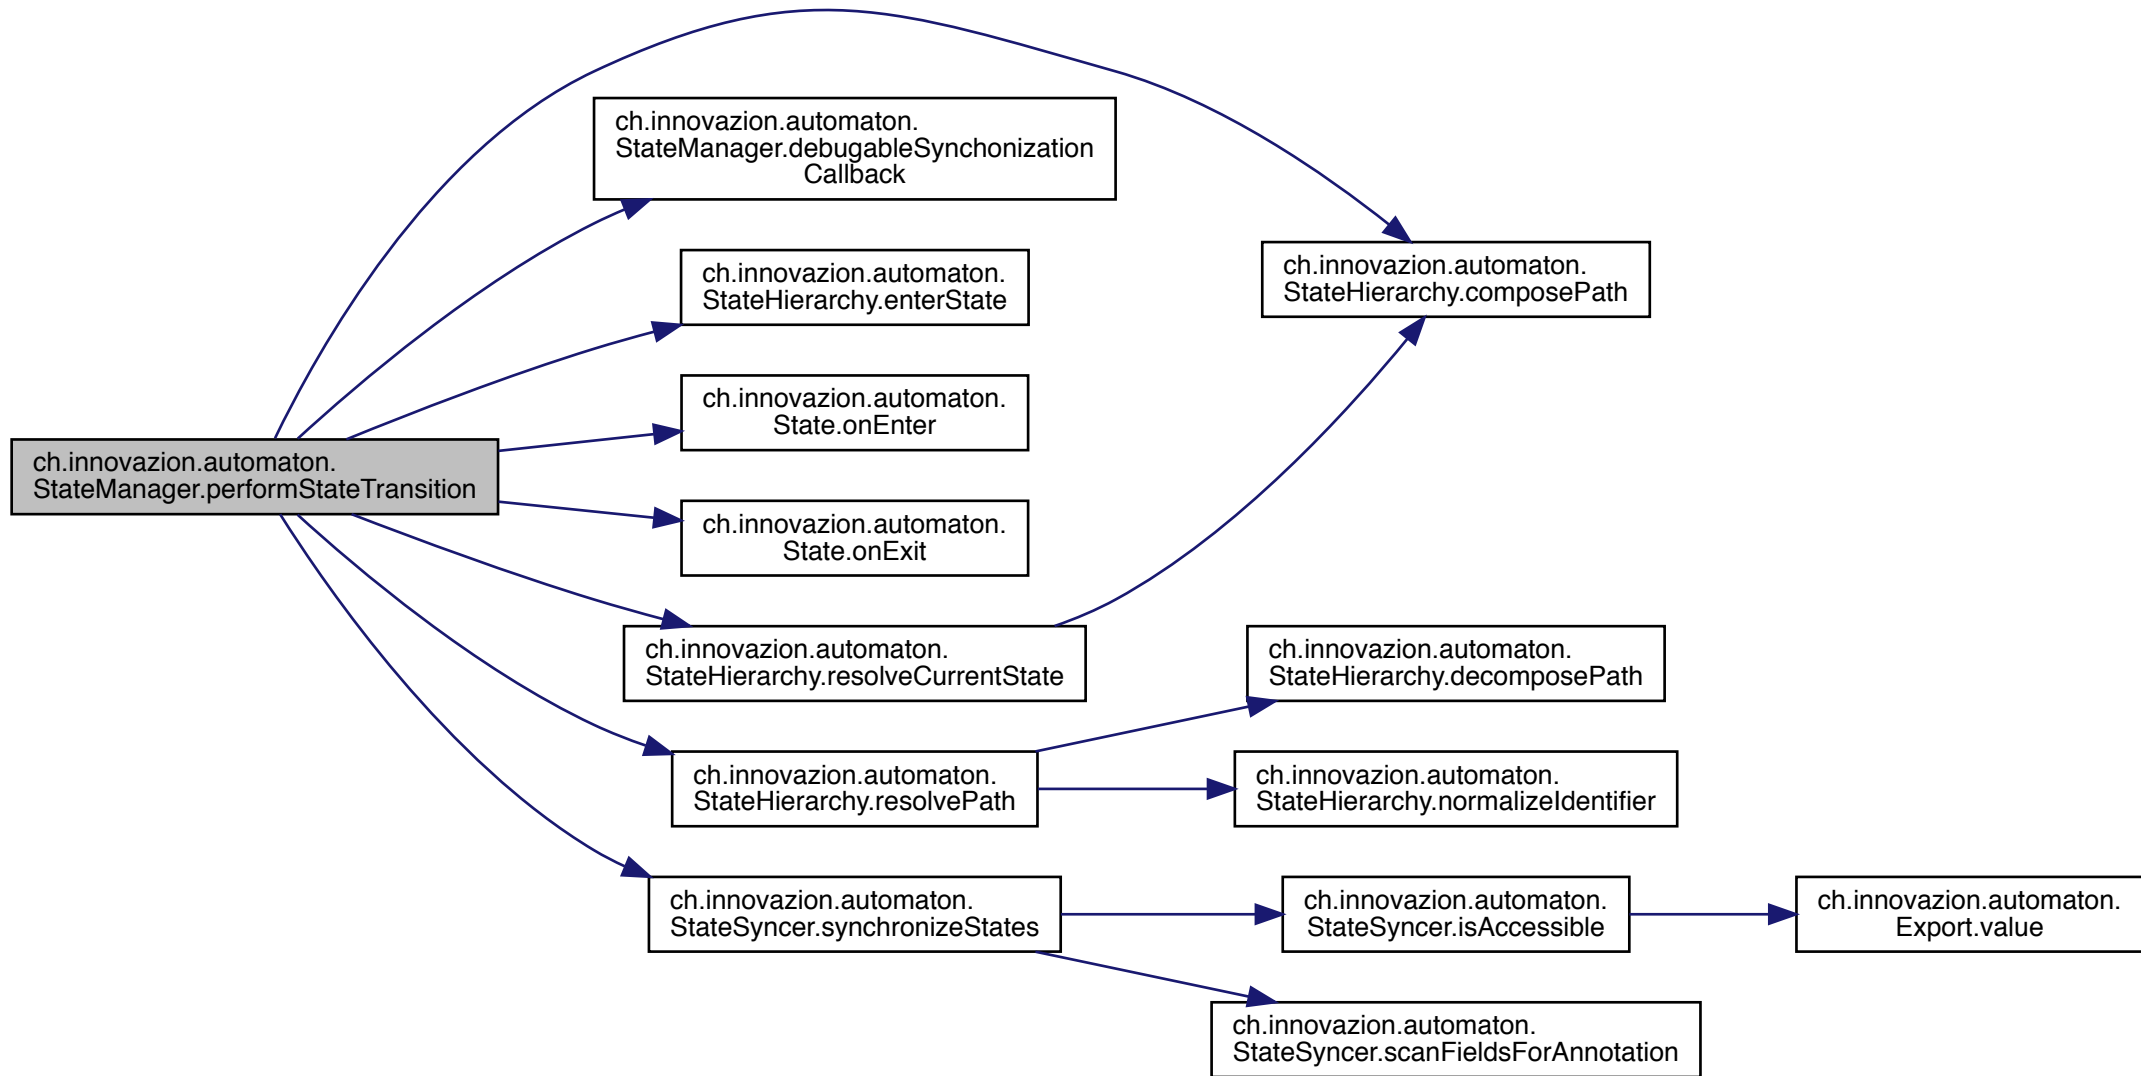 ch.innovazion.automaton.
StateManager.performStateTransition
ch.innovazion.automaton.
StateManager.debugableSynchonization
Callback
ch.innovazion.automaton.
StateHierarchy.enterState
ch.innovazion.automaton.
State.onEnter
ch.innovazion.automaton.
State.onExit
ch.innovazion.automaton.
StateHierarchy.resolveCurrentState
ch.innovazion.automaton.
StateHierarchy.resolvePath
ch.innovazion.automaton.
StateSyncer.synchronizeStates
ch.innovazion.automaton.
StateHierarchy.composePath
ch.innovazion.automaton.
StateHierarchy.decomposePath
ch.innovazion.automaton.
StateHierarchy.normalizeIdentifier
ch.innovazion.automaton.
StateSyncer.isAccessible
ch.innovazion.automaton.
StateSyncer.scanFieldsForAnnotation
ch.innovazion.automaton.
Export.value